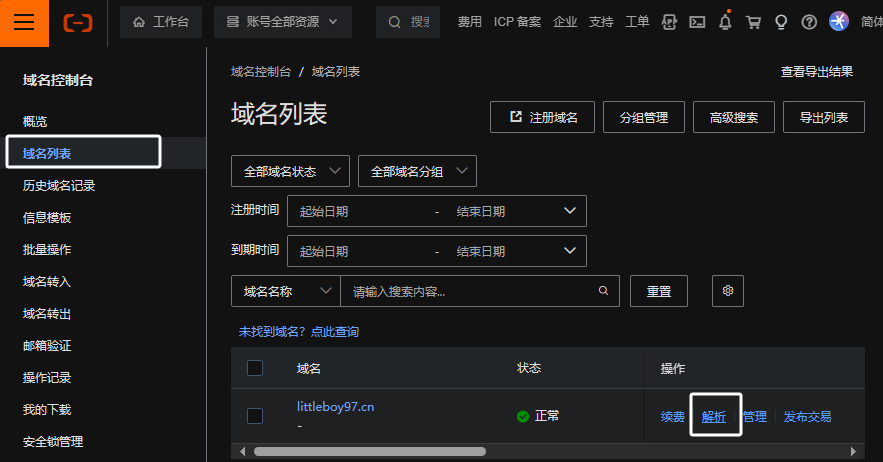 工作台 账号全部资源 搜索 费用 ICP 备案 企业 支持 工单 简体
域名控制台
概览
域名列表
历史域名记录
信息模板
批量操作
域名转入
域名转出
邮箱验证
操作记录
我的下载
安全锁管理
域名控制台 / 域名列表
查看导出结果
域名列表
注册域名 分组管理 高级搜索 导出列表
全部域名状态 全部域名分组
注册时间 起始日期 - 结束日期
到期时间 起始日期 - 结束日期
域名名称 请输入搜索内容... 重置
未找到域名？点此查询
域名 状态 操作
littleboy97.cn 正常 续费 解析 管理 发布交易
-